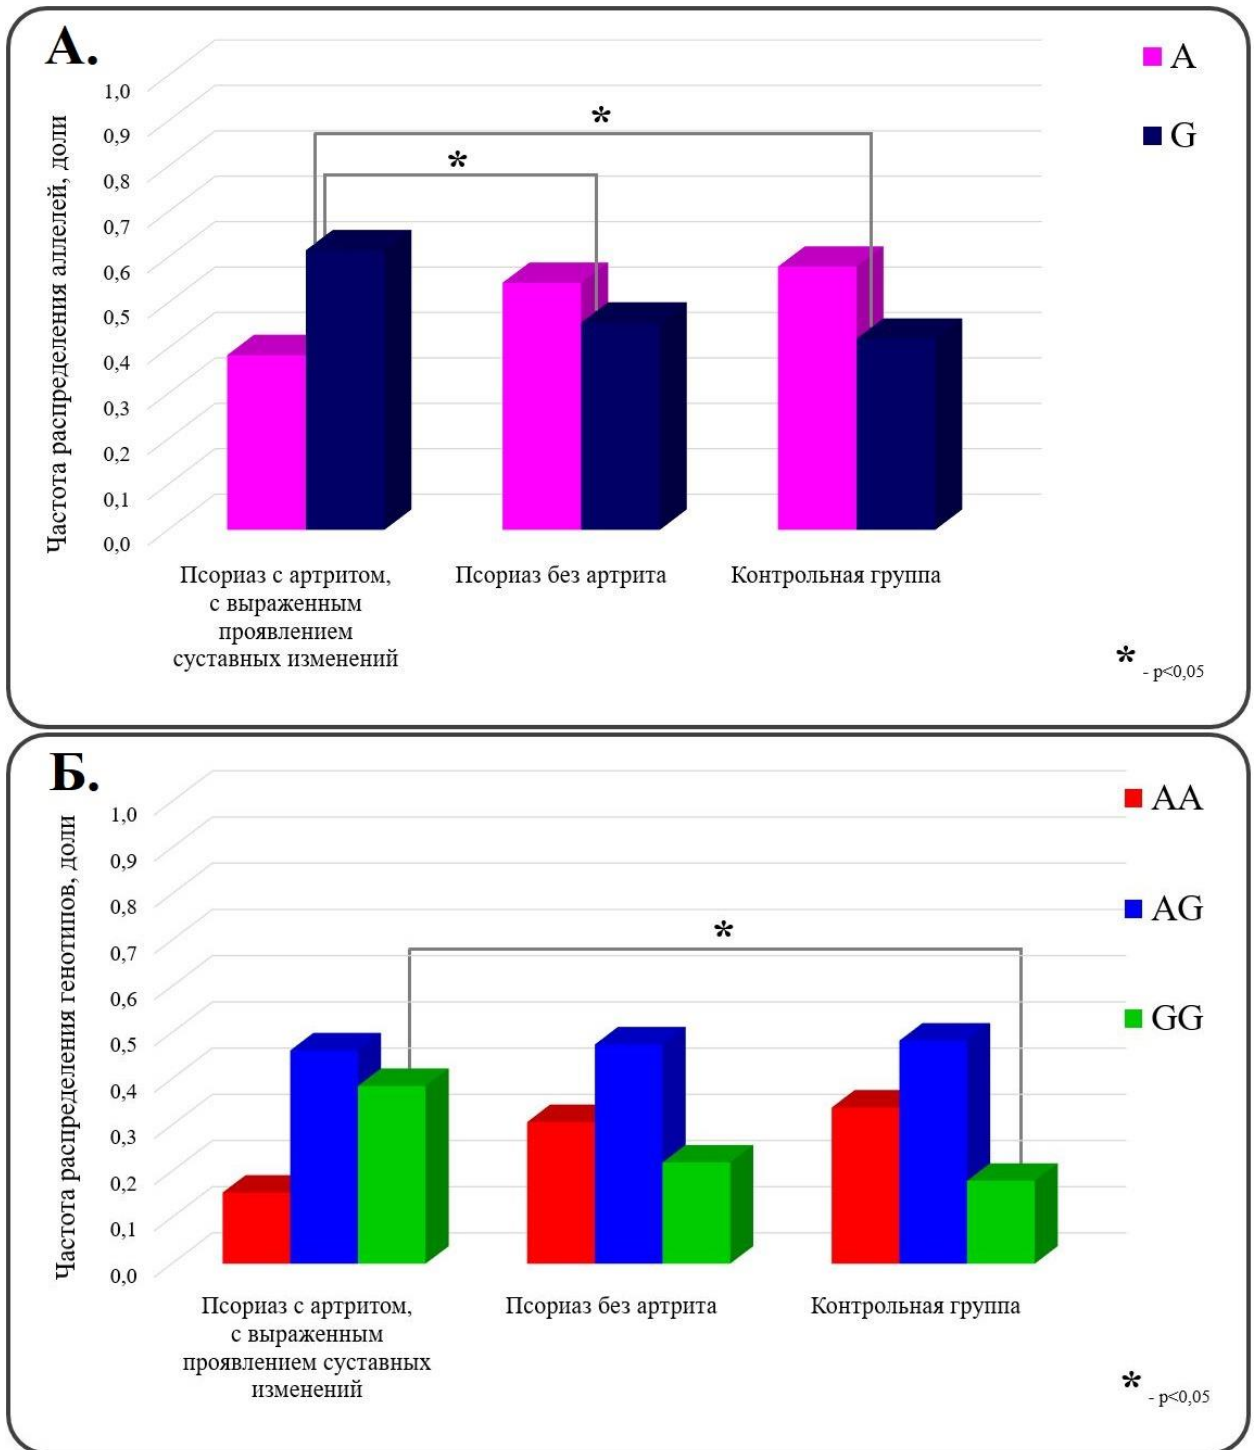 А.
A
G
Частота распределения аллелей, доли
1,0
0,9
0,8
0,7
0,6
0,5
0,4
0,3
0,2
0,1
0,0
*
*
Псориаз с артритом,
с выраженным
проявлением
суставных изменений
Псориаз без артрита
Контрольная группа
* - p<0,05
Б.
AA
AG
GG
Частота распределения генотипов, доли
1,0
0,9
0,8
0,7
0,6
0,5
0,4
0,3
0,2
0,1
0,0
*
Псориаз с артритом,
с выраженным
проявлением суставных
изменений
Псориаз без артрита
Контрольная группа
* - p<0,05